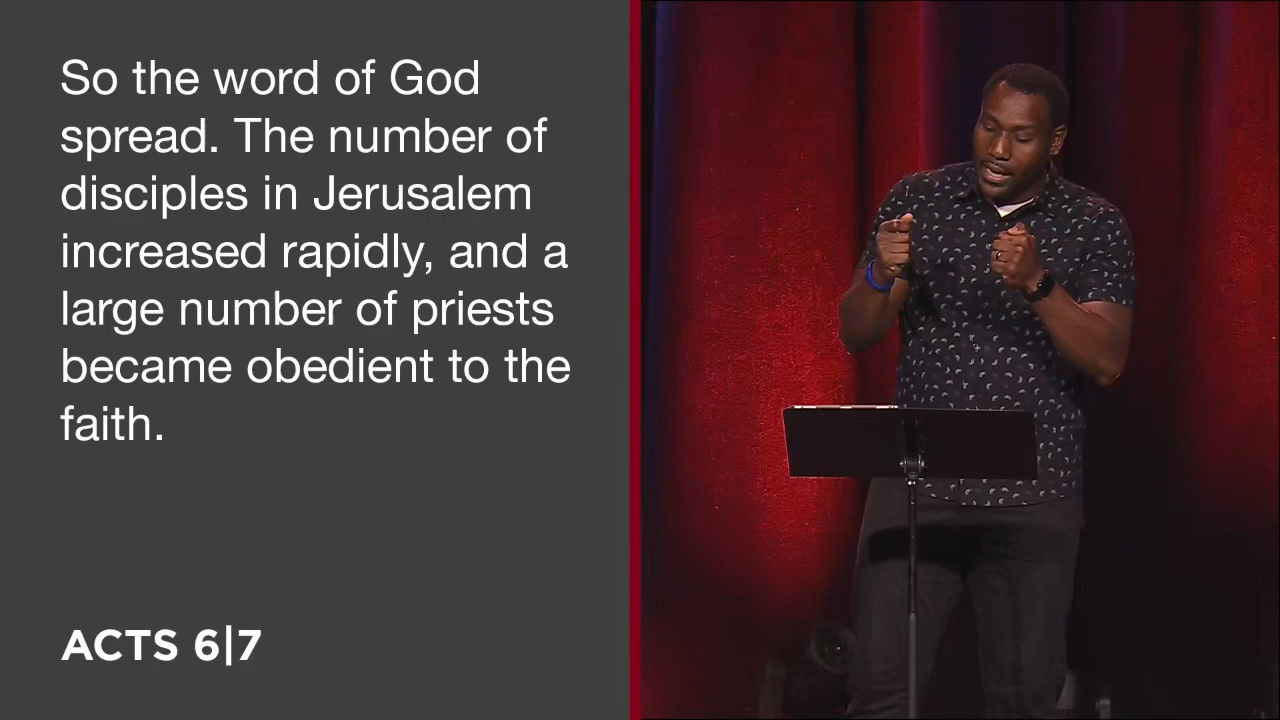 So the word of God
spread. The number of
disciples in Jerusalem
increased rapidly, and a
large number of priests
became obedient to the
faith.
ACTS 6|7